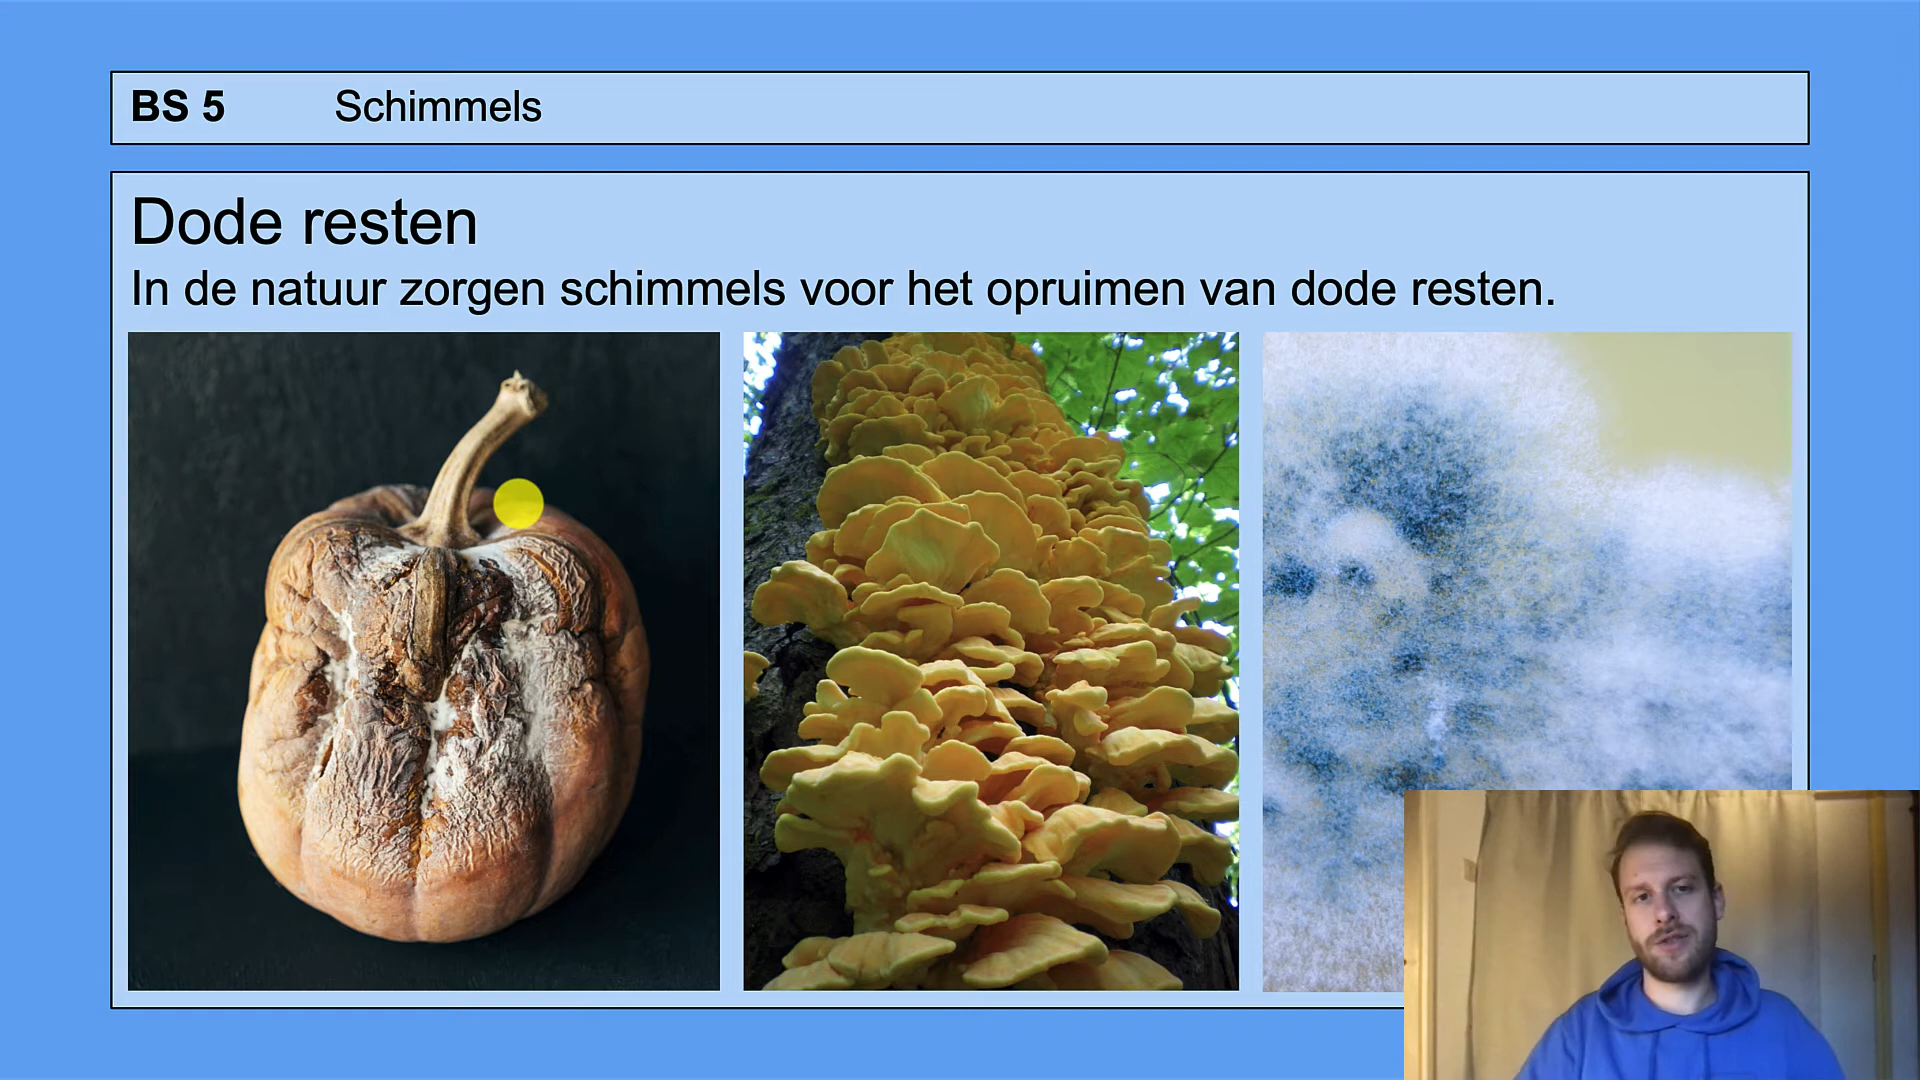 BS 5 Schimmels
Dode resten
In de natuur zorgen schimmels voor het opruimen van dode resten.